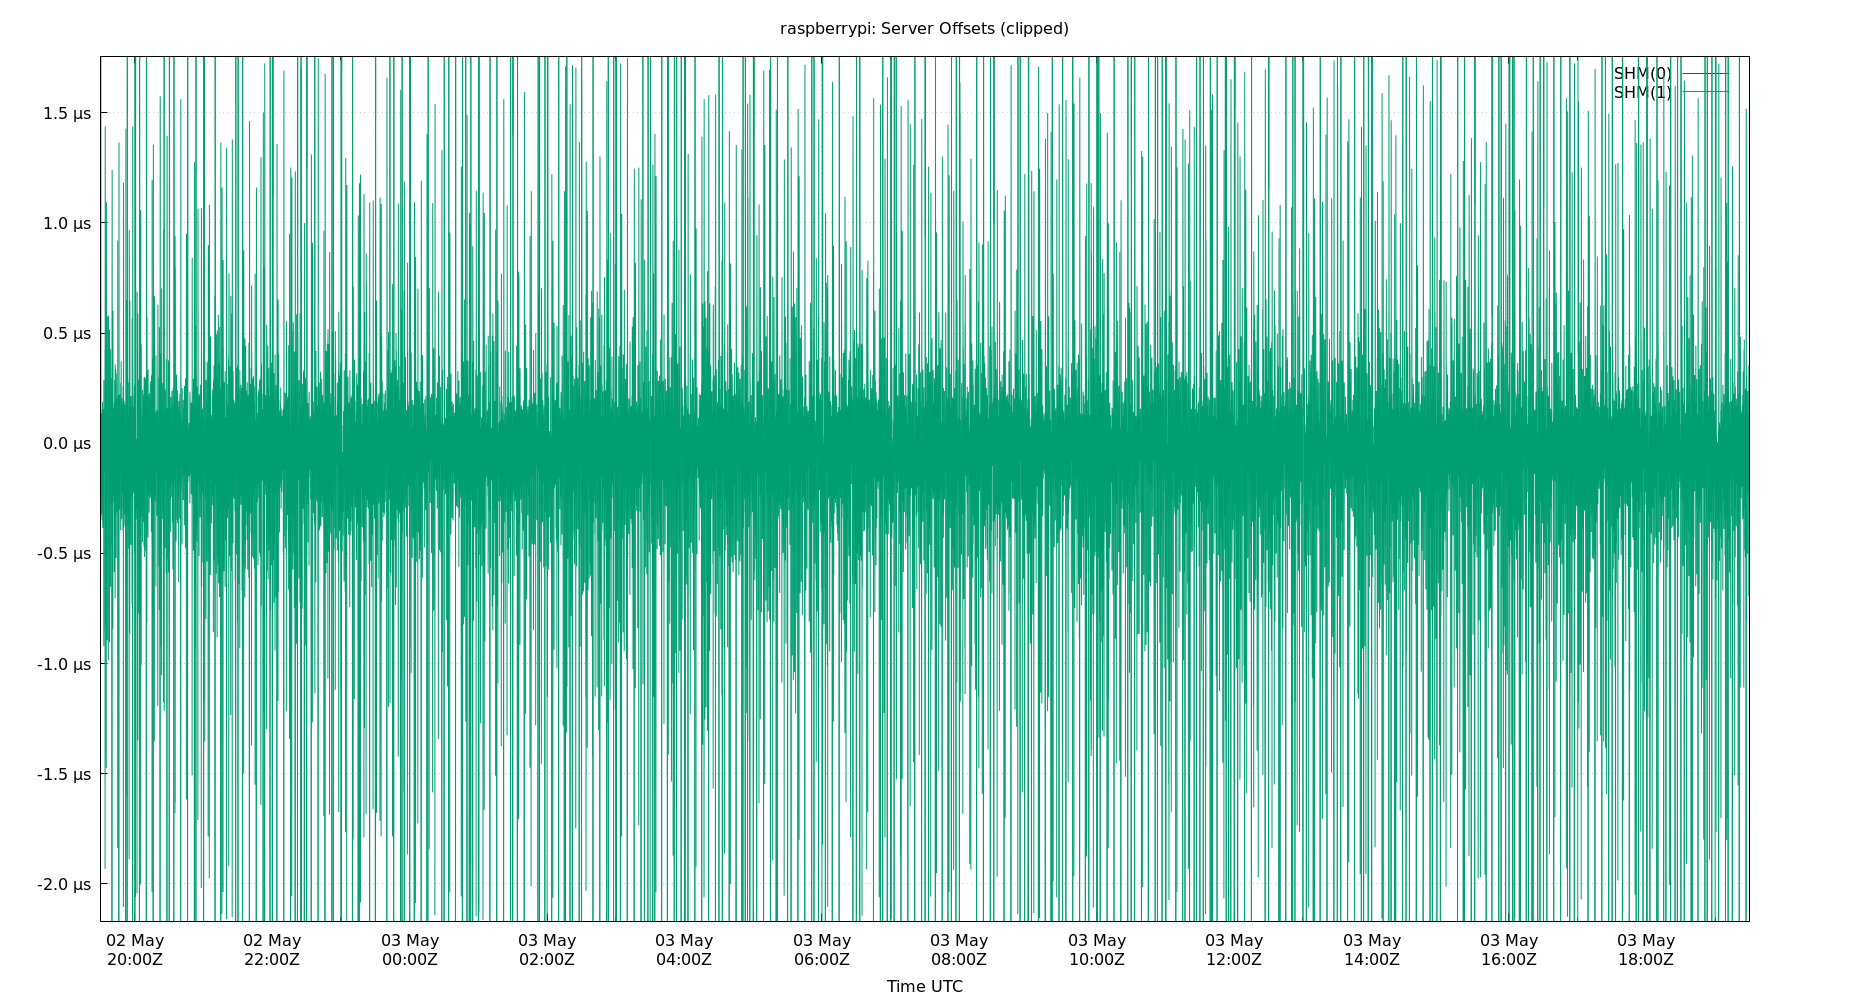 raspberrypi: Server Offsets (clipped)
SHM(0)
SHM(1)
1.5 µs
1.0 µs
0.5 µs
0.0 µs
-0.5 µs
-1.0 µs
-1.5 µs
-2.0 µs
02 May 02 May 03 May 03 May 03 May 03 May 03 May 03 May 03 May 03 May 03 May 03 May
20:00Z 22:00Z 00:00Z 02:00Z 04:00Z 06:00Z 08:00Z 10:00Z 12:00Z 14:00Z 16:00Z 18:00Z
Time UTC